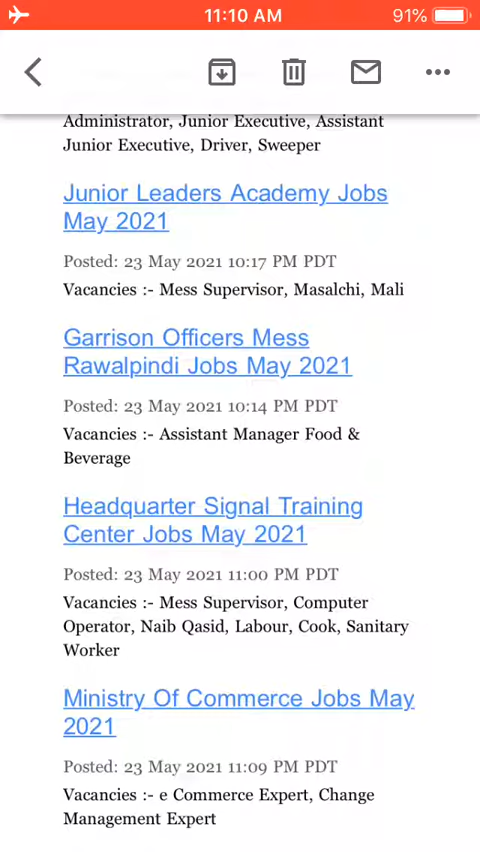 11:10 AM
91%
Administrator, Junior Executive, Assistant
Junior Executive, Driver, Sweeper
Junior Leaders Academy Jobs
May 2021
Posted: 23 May 2021 10:17 PM PDT
Vacancies :- Mess Supervisor, Masalchi, Mali
Garrison Officers Mess
Rawalpindi Jobs May 2021
Posted: 23 May 2021 10:14 PM PDT
Vacancies :- Assistant Manager Food &
Beverage
Headquarter Signal Training
Center Jobs May 2021
Posted: 23 May 2021 11:00 PM PDT
Vacancies :- Mess Supervisor, Computer
Operator, Naib Qasid, Labour, Cook, Sanitary
Worker
Ministry Of Commerce Jobs May
2021
Posted: 23 May 2021 11:09 PM PDT
Vacancies :- e Commerce Expert, Change
Management Expert